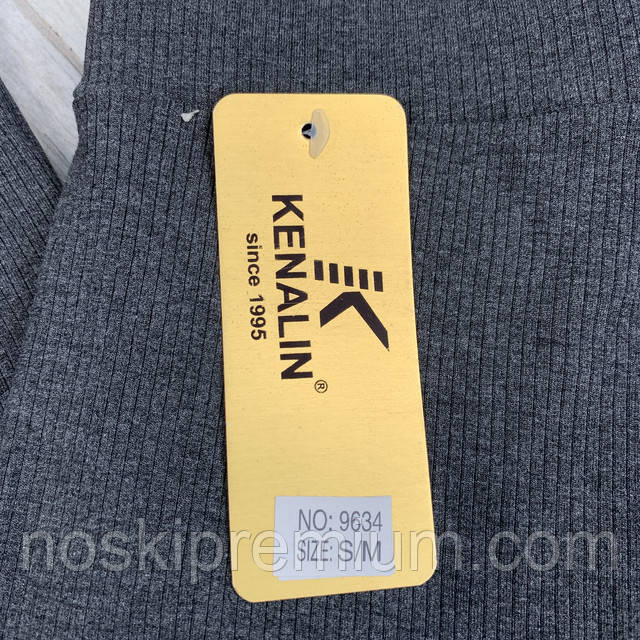 KENALIN®
since 1995
NO: 9634
SIZE: S/M
noskipremium.com